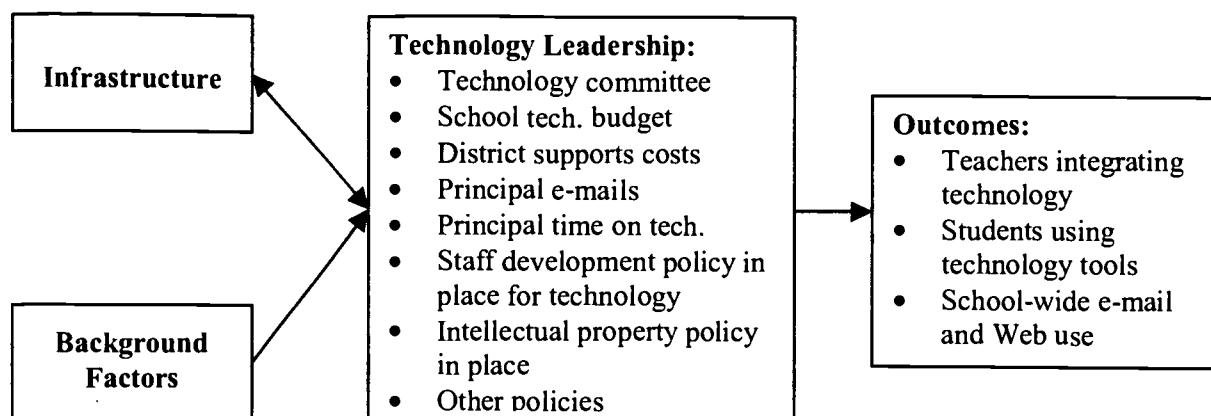 Infrastructure
Background
Factors
Technology Leadership:
• Technology committee
• School tech. budget
• District supports costs
• Principal e-mails
• Principal time on tech.
• Staff development policy in
place for technology
• Intellectual property policy
in place
• Other policies
Outcomes:
• Teachers integrating
technology
• Students using
technology tools
• School-wide e-mail
and Web use